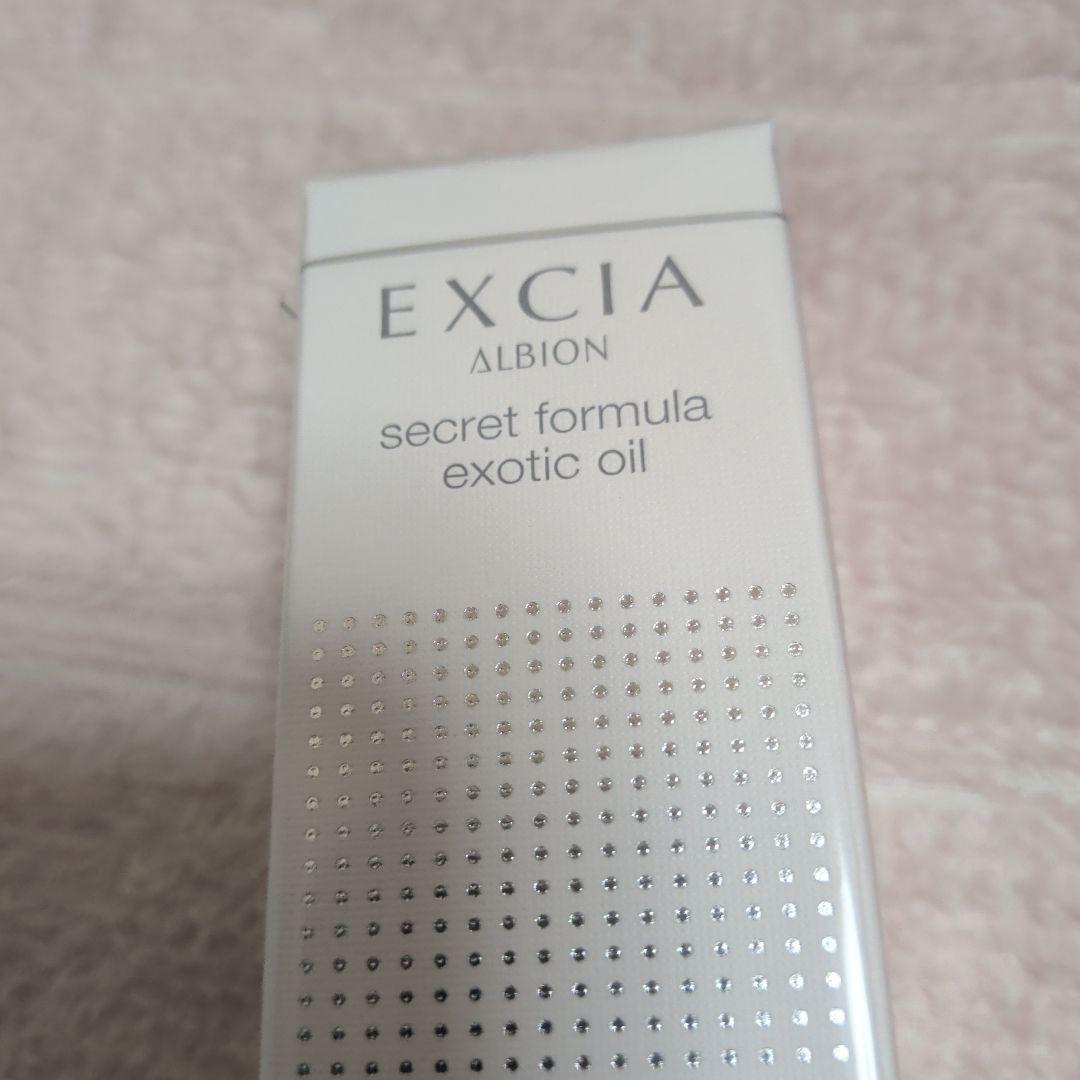 EXCIA
ALBION
secret formula
exotic oil